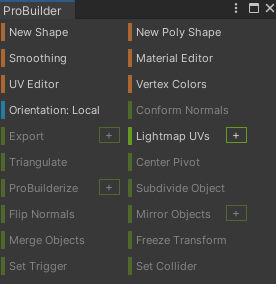 ProBuilder
New Shape New Poly Shape
Smoothing Material Editor
UV Editor Vertex Colors
Orientation: Local Conform Normals
Export + Lightmap UVs +
Triangulate Center Pivot
ProBuilderize + Subdivide Object
Flip Normals Mirror Objects +
Merge Objects Freeze Transform
Set Trigger Set Collider